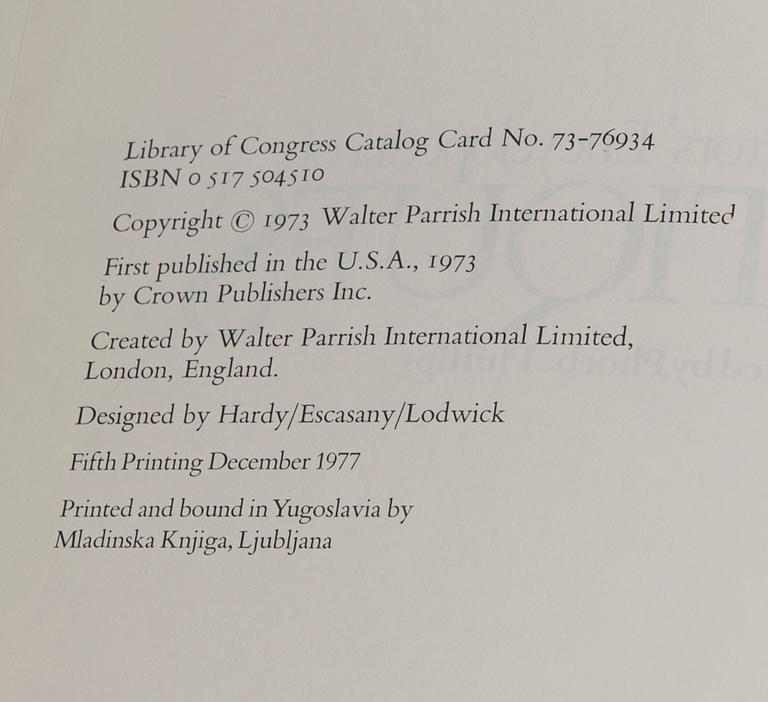 Library of Congress Catalog Card No. 73-76934
ISBN 0 517 504510
Copyright © 1973 Walter Parrish International Limited
First published in the U.S.A., 1973
by Crown Publishers Inc.
Created by Walter Parrish International Limited,
London, England.
Designed by Hardy/Escasany/Lodwick
Fifth Printing December 1977
Printed and bound in Yugoslavia by
Mladinska Knjiga, Ljubljana